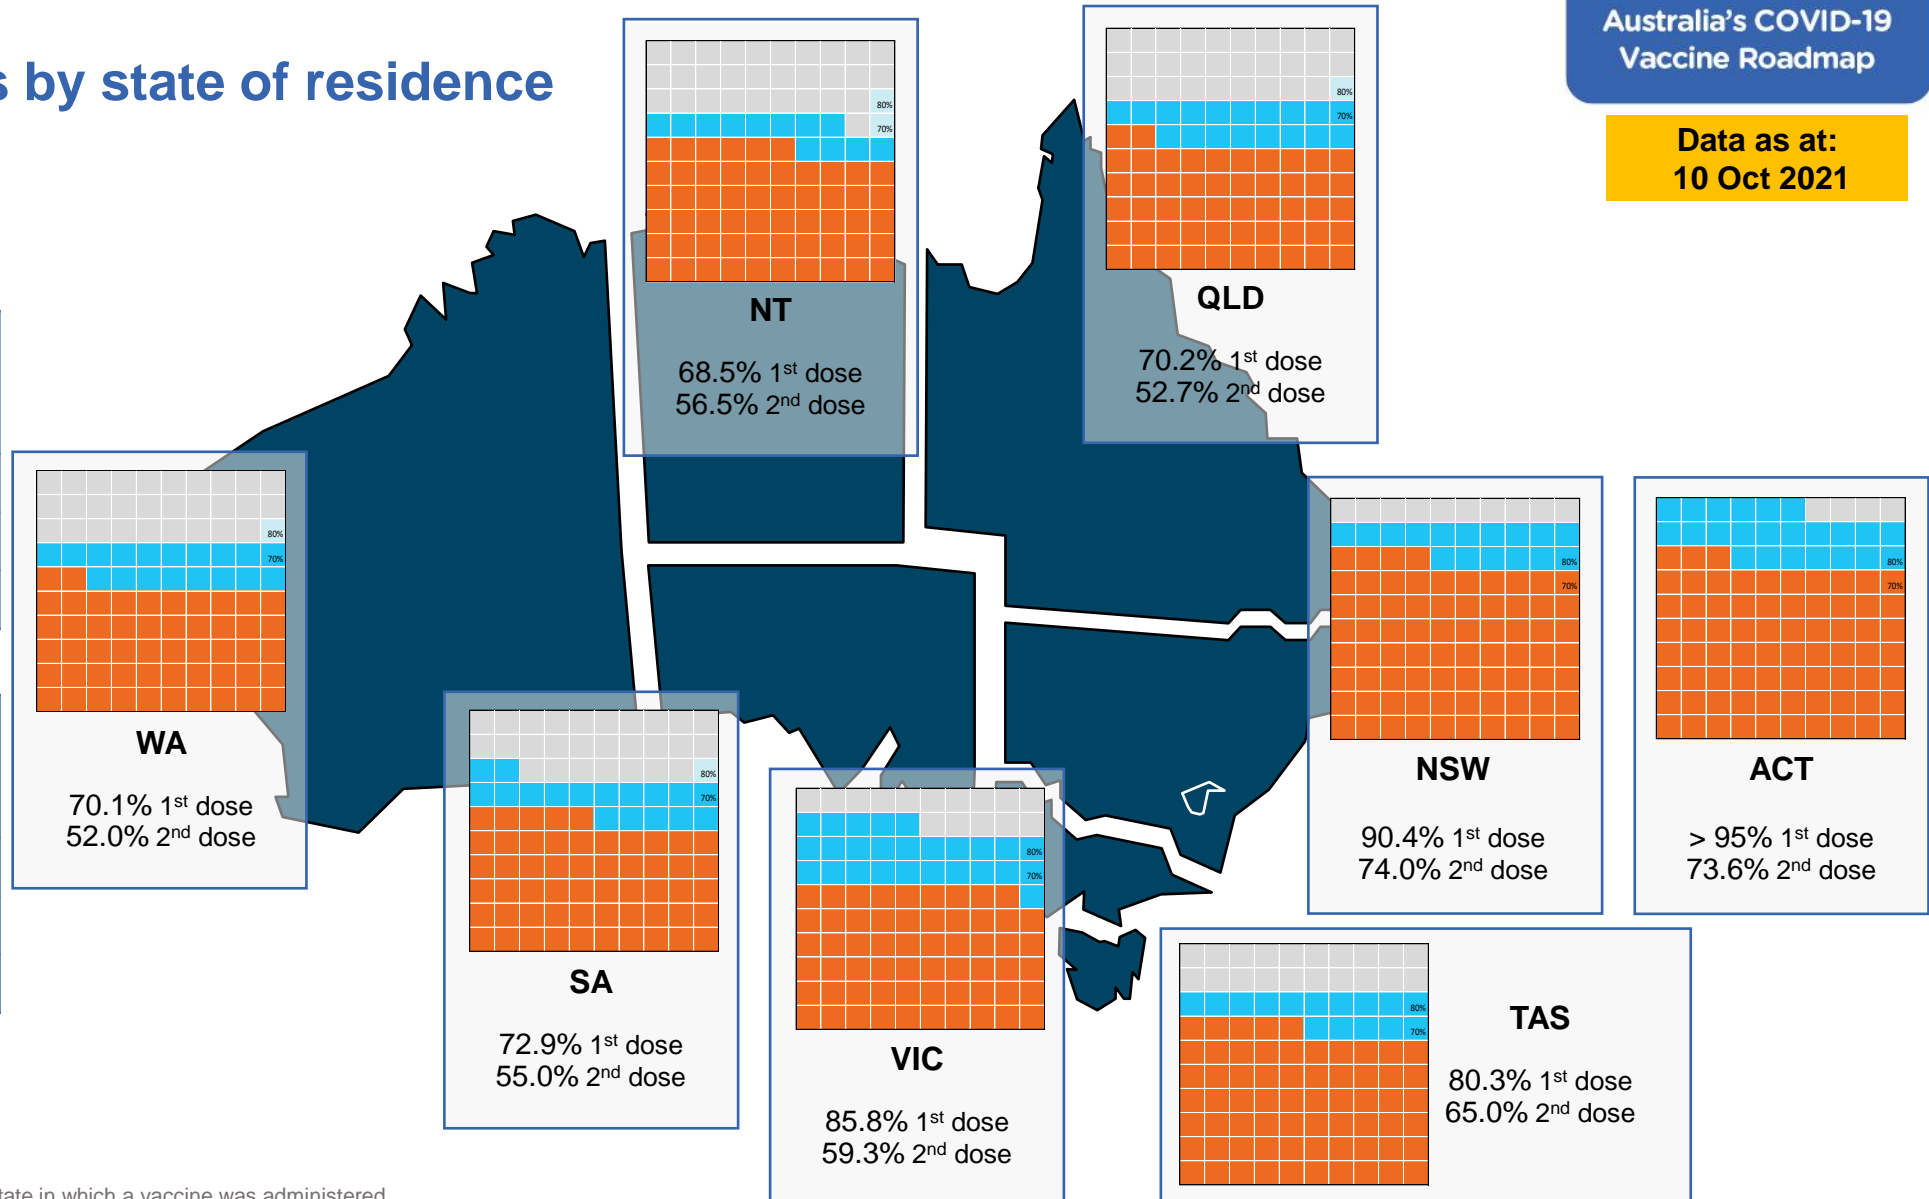 s by state of residence
Australia's COVID-19
Vaccine Roadmap
Data as at:
10 Oct 2021
80%
70%
NT
68.5% 1st dose
56.5% 2nd dose
80%
70%
QLD
70.2% 1st dose
52.7% 2nd dose
80%
70%
WA
70.1% 1st dose
52.0% 2nd dose
80%
70%
NSW
90.4% 1st dose
74.0% 2nd dose
80%
70%
ACT
> 95% 1st dose
73.6% 2nd dose
80%
70%
SA
72.9% 1st dose
55.0% 2nd dose
80%
70%
VIC
85.8% 1st dose
59.3% 2nd dose
80%
70%
TAS
80.3% 1st dose
65.0% 2nd dose
tate in which a vaccine was administered